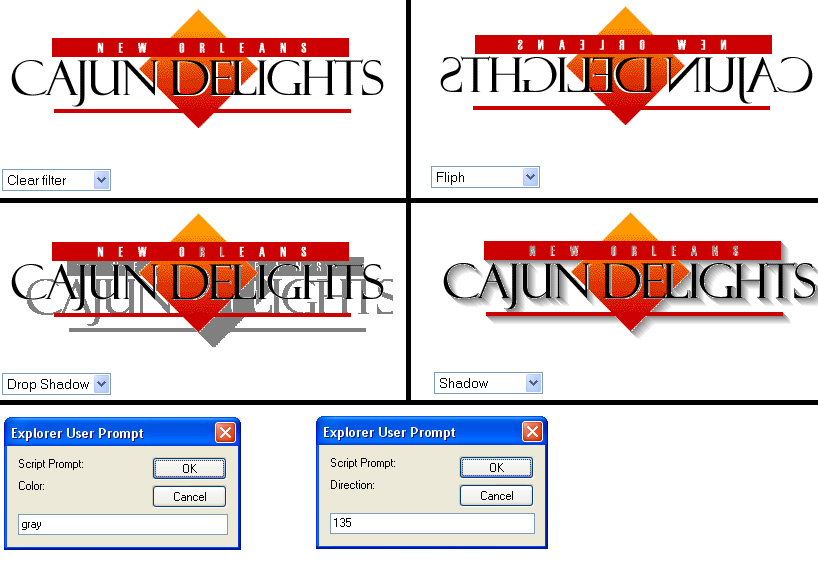 NEW ORLEANS
CAJUN DELIGHTS
Clear filter
NEW ORLEANS
CAJUN DELIGHTS
Fliph
NEW ORLEANS
CAJUN DELIGHTS
Drop Shadow
NEW ORLEANS
CAJUN DELIGHTS
Shadow
Explorer User Prompt
Script Prompt:
OK
Color:
Cancel
gray
Explorer User Prompt
Script Prompt:
OK
Direction:
Cancel
135